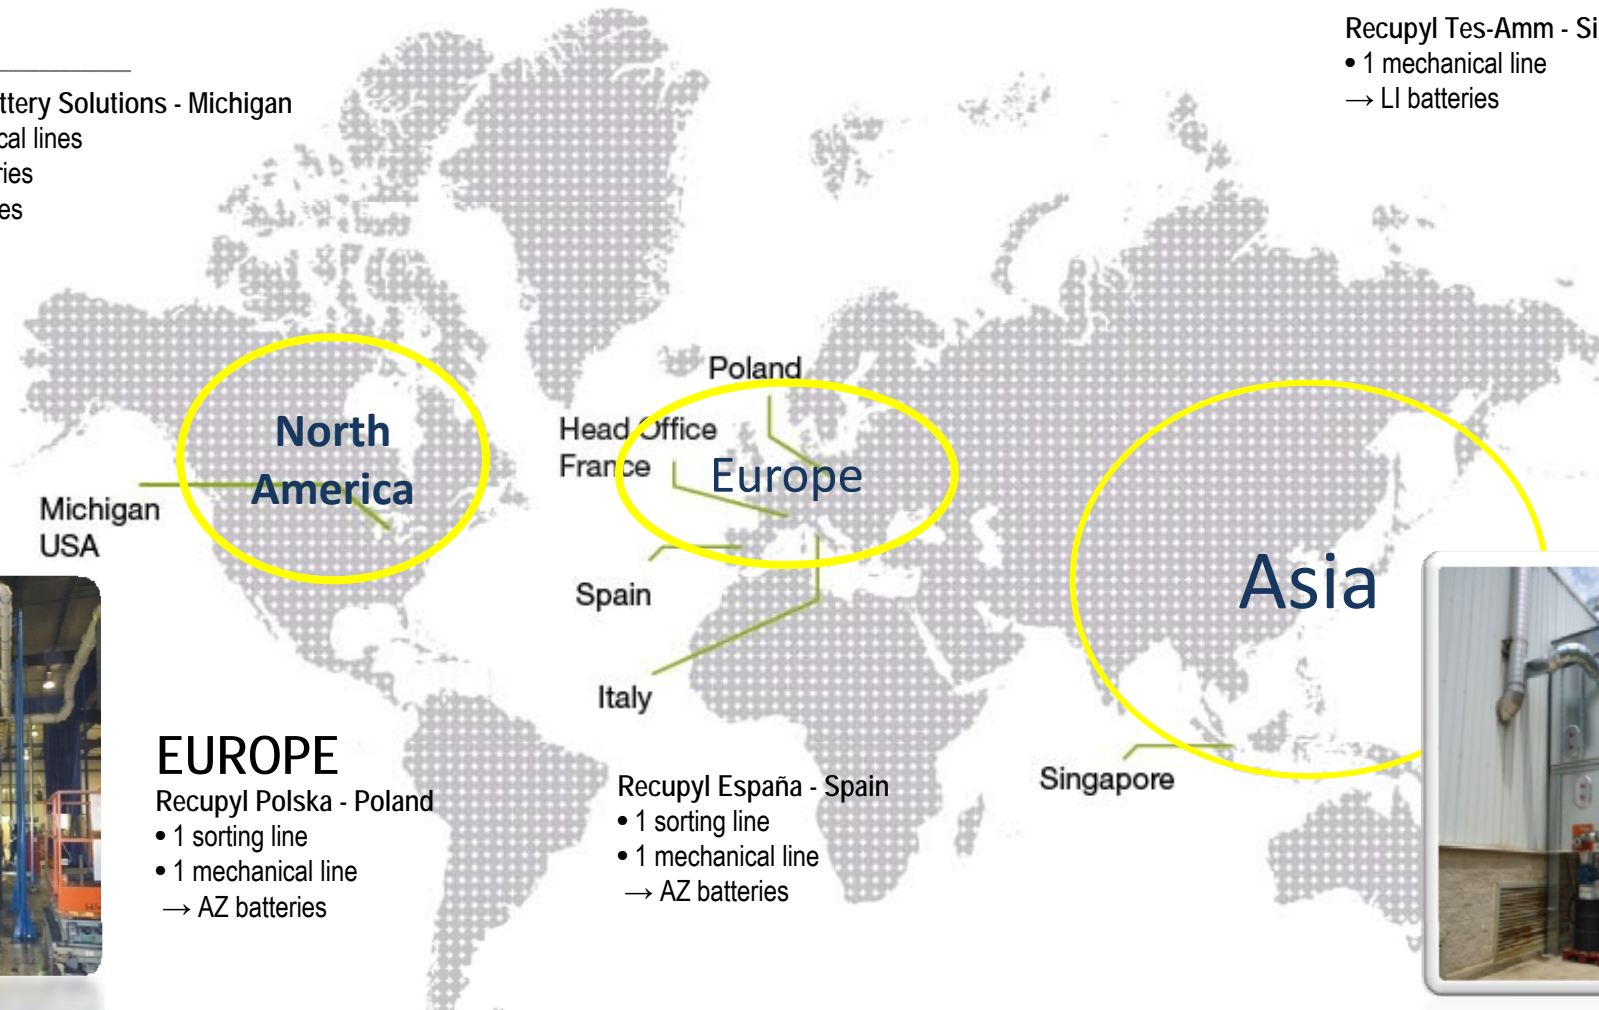 ttery Solutions - Michigan
cal lines
ries
es
Recupyl Tes-Amm - Si
• 1 mechanical line
→ LI batteries
Poland
Head Office
France
Europe
North
America
Michigan
USA
Spain
Italy
Asia
Singapore
EUROPE
Recupyl Polska - Poland
• 1 sorting line
• 1 mechanical line
→ AZ batteries
Recupyl España - Spain
• 1 sorting line
• 1 mechanical line
→ AZ batteries